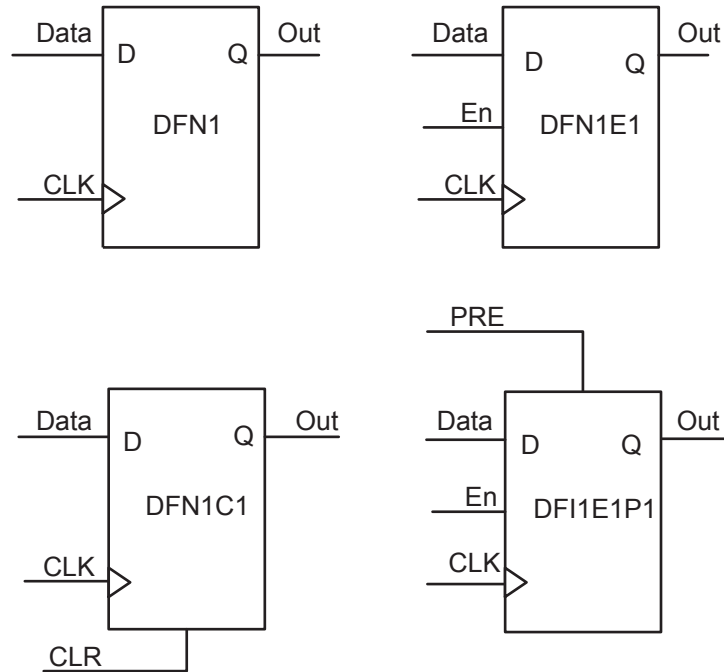 Data
Out
D
Q
DFN1
CLK
Data
Out
D
Q
En
DFN1E1
CLK
Data
Out
D
Q
DFN1C1
CLK
CLR
PRE
Data
Out
D
Q
En
DFI1E1P1
CLK